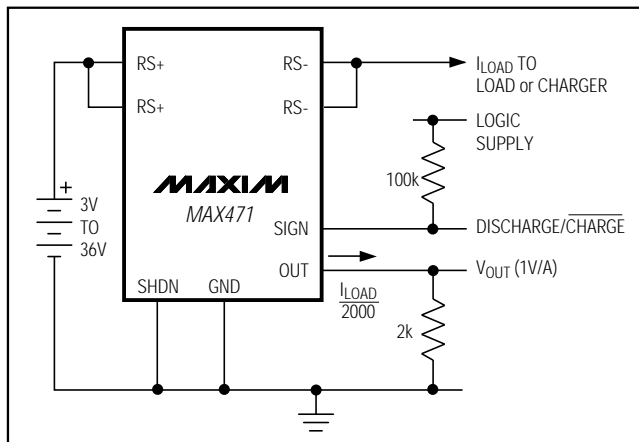 RS+
RS-
I LOAD TO
LOAD or CHARGER
RS+
RS-
LOGIC
SUPPLY
100k
+
3V
TO
36V
MAXIM
MAX471
SIGN
DISCHARGE/CHARGE
OUT
VOUT (1V/A)
SHDN
GND
ILOAD
2000
2k